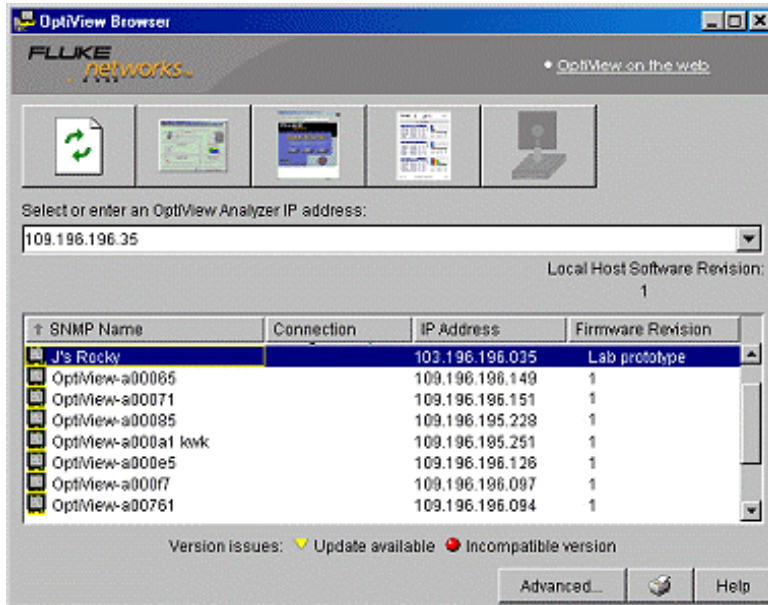 OptiView Browser
FLUKE
networks
OptiView on the web
Select or enter an OptiView Analyzer IP address:
109.196.196.35
Local Host Software Revision:
1
SNMP Name Connection IP Address Firmware Revision
J's Rocky 103.196.196.035 Lab prototype
OptiView-a00065 109.196.196.149 1
OptiView-a00071 109.196.196.151 1
OptiView-a00085 109.196.195.228 1
OptiView-a000a1 kwk 109.196.195.251 1
OptiView-a000e5 109.196.196.126 1
OptiView-a000f7 109.196.196.097 1
OptiView-a00761 109.196.196.094 1
Version issues: Update available Incompatible version
Advanced... Help